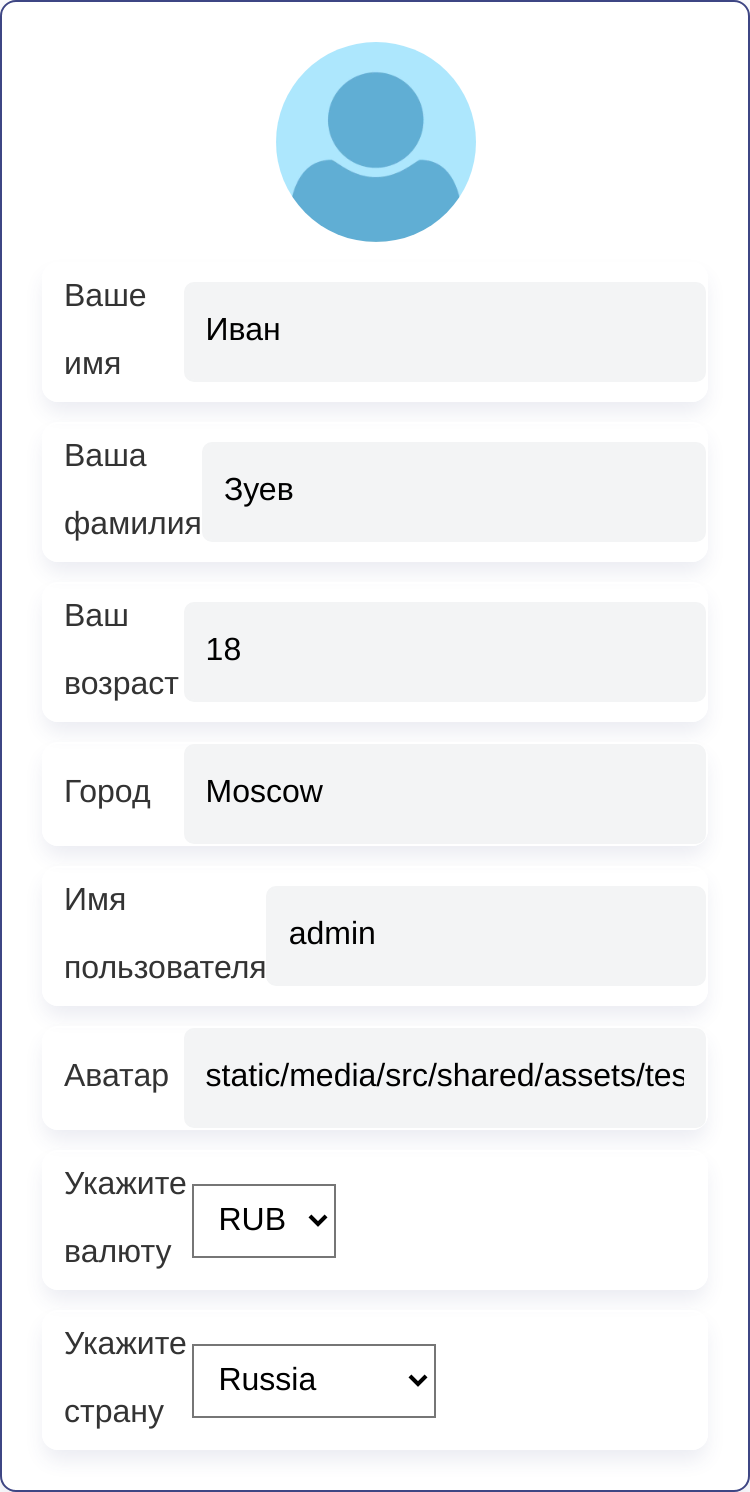 Ваше
имя
Иван
Ваша
фамилия
Зуев
Ваш
возраст
18
Город
Moscow
Имя
пользователя
admin
Аватар
static/media/src/shared/assets/tes
Укажите
валюту
RUB
Укажите
страну
Russia